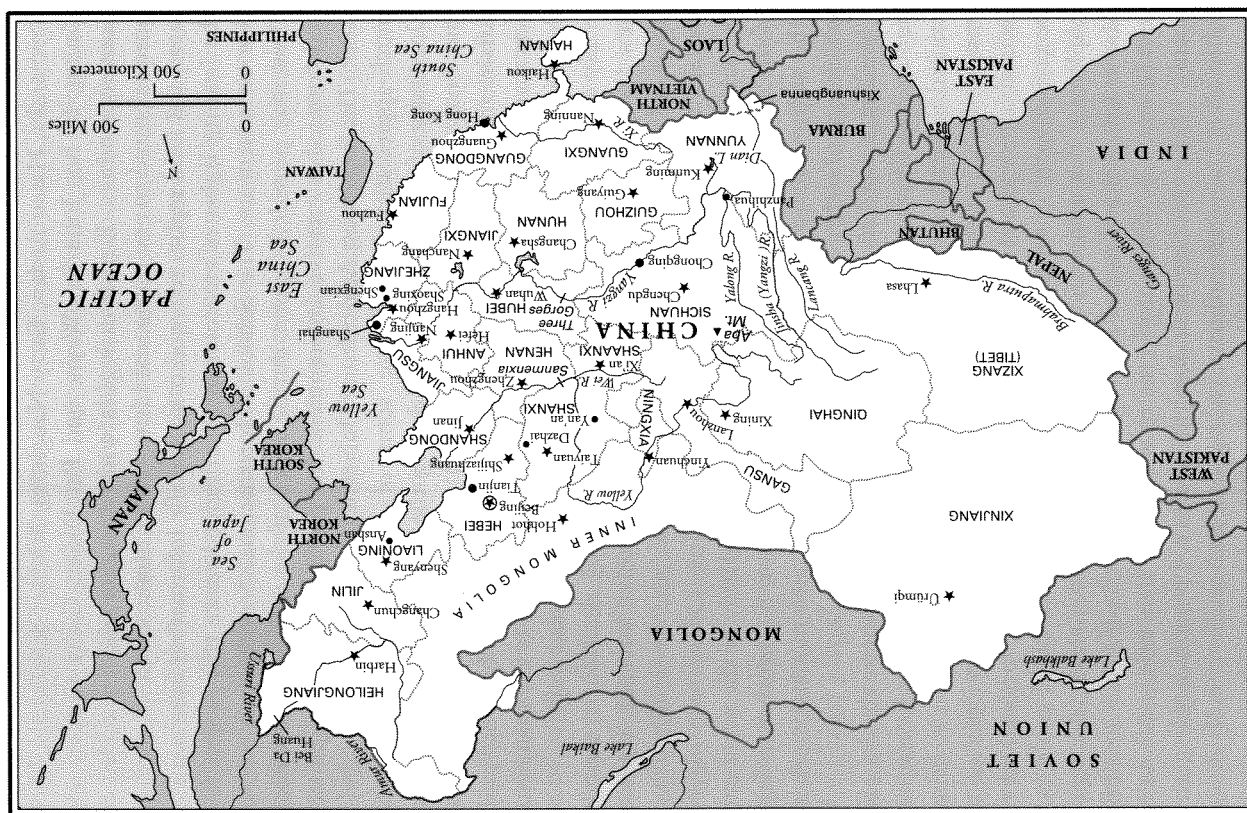 SOVIET
UNION
Lake Baikal
Amur River
Bei Da
Huang
Lake Balkhash
HEILONGJIANG
Ussuri River
Harbin
MONGOLIA
Ürümqi
Changchun
JILIN
INNER MONGOLIA
Shenyang
LIAONING
Anshan
NORTH
KOREA
Sea
of
Japan
JAPAN
XINJIANG
Hohhot
HEBEI
Beijing
Tianjin
GANSU
Yellow R.
Yinchuan
Taiyuan
Shijiazhuang
SOUTH
KOREA
WEST
PAKISTAN
NINGXIA
Dazhai
Yan'an
SHANXI
SHANDONG
Jinan
QINGHAI
Xining
Lanzhou
Yellow
Sea
Wei R.
Sanmenxia
Zhengzhou
JIANGSU
XIZANG
(TIBET)
Xi'an
SHAANXI
HENAN
ANHUI
Hefei
Nanjing
Shanghai
Mt.
Aba
CHINA
Three
Gorges
HUBEI
Wuhan
Hangzhou
Shaoxing
Shengxian
ZHEJIANG
East
China
Sea
PACIFIC
OCEAN
Brahmaputra R.
Lhasa
Lancang R.
Jinsha (Yangzi) R.
Yalong R.
SICHUAN
Chengdu
Chongqing
Yangzi
R.
Changsha
HUNAN
Nanchang
JIANGXI
NEPAL
BHUTAN
Ganges River
Panzhihua
GUIZHOU
Guiyang
FUJIAN
Fuzhou
Kunming
Dian L.
YUNNAN
GUANGXI
GUANGDONG
Guangzhou
Hong Kong
TAIWAN
INDIA
BURMA
Xi R.
Nanning
N
0
500 Miles
0
500 Kilometers
EAST
PAKISTAN
Xishuangbanna
NORTH
VIETNAM
LAOS
Haikou
HAINAN
South
China Sea
PHILIPPINES